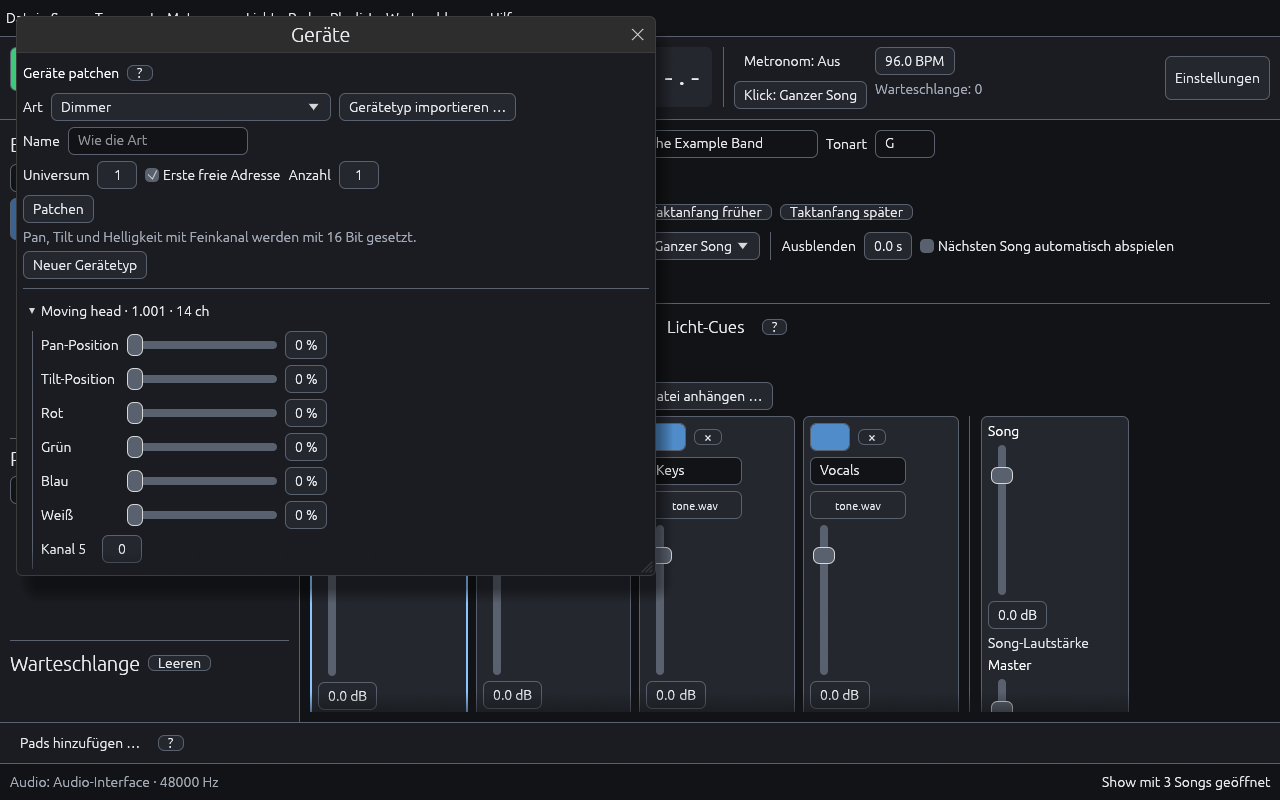 Geräte
Geräte patchen ?
Art Dimmer Gerätetyp importieren …
Name Wie die Art
Universum 1 Erste freie Adresse Anzahl 1
Patchen
Pan, Tilt und Helligkeit mit Feinkanal werden mit 16 Bit gesetzt.
Neuer Gerätetyp
Moving head · 1.001 · 14 ch
Pan-Position 0 %
Tilt-Position 0 %
Rot 0 %
Grün 0 %
Blau 0 %
Weiß 0 %
Kanal 5 0
-.-
Metronom: Aus 96.0 BPM
Klick: Ganzer Song Warteschlange: 0
Einstellungen
he Example Band Tonart G
aktanfang früher Taktanfang später
Ganzer Song Ausblenden 0.0 s Nächsten Song automatisch abspielen
Licht-Cues ?
atei anhängen …
× ×
Keys Vocals
tone.wav tone.wav
Song
0.0 dB
Song-Lautstärke
Master
0.0 dB 0.0 dB 0.0 dB 0.0 dB
Warteschlange Leeren
Pads hinzufügen … ?
Audio: Audio-Interface · 48000 Hz
Show mit 3 Songs geöffnet